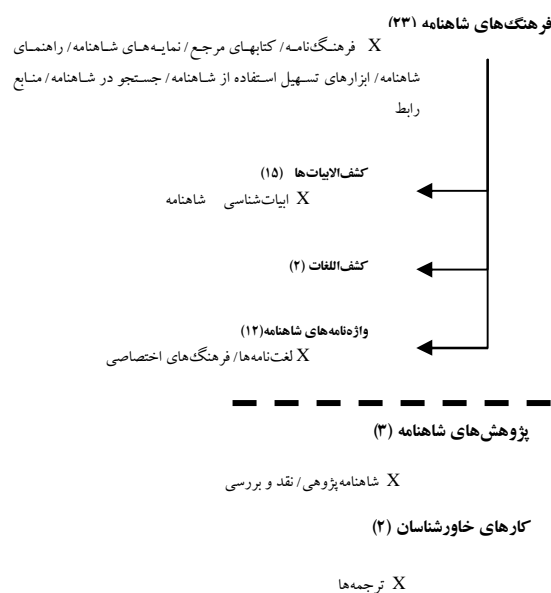 فرهنگ‌های شاهنامه (۲۳)
X فرهنگ‌نامه/ کتابهای مرجع/ نمایه‌های شاهنامه/ راهنمای
شاهنامه/ ابزارهای تسهیل استفاده از شاهنامه/ جستجو در شاهنامه/ منابع
رابط
کشف‌الابیات‌ها (۱۵)
X ابیات‌شناسی شاهنامه
کشف‌اللغات (۲)
واژه‌نامه‌های شاهنامه(۱۲)
X لغت‌نامه‌ها/ فرهنگ‌های اختصاصی
پژوهش‌های شاهنامه (۳)
X شاهنامه‌پژوهی/ نقد و بررسی
کارهای خاورشناسان (۲)
X ترجمه‌ها